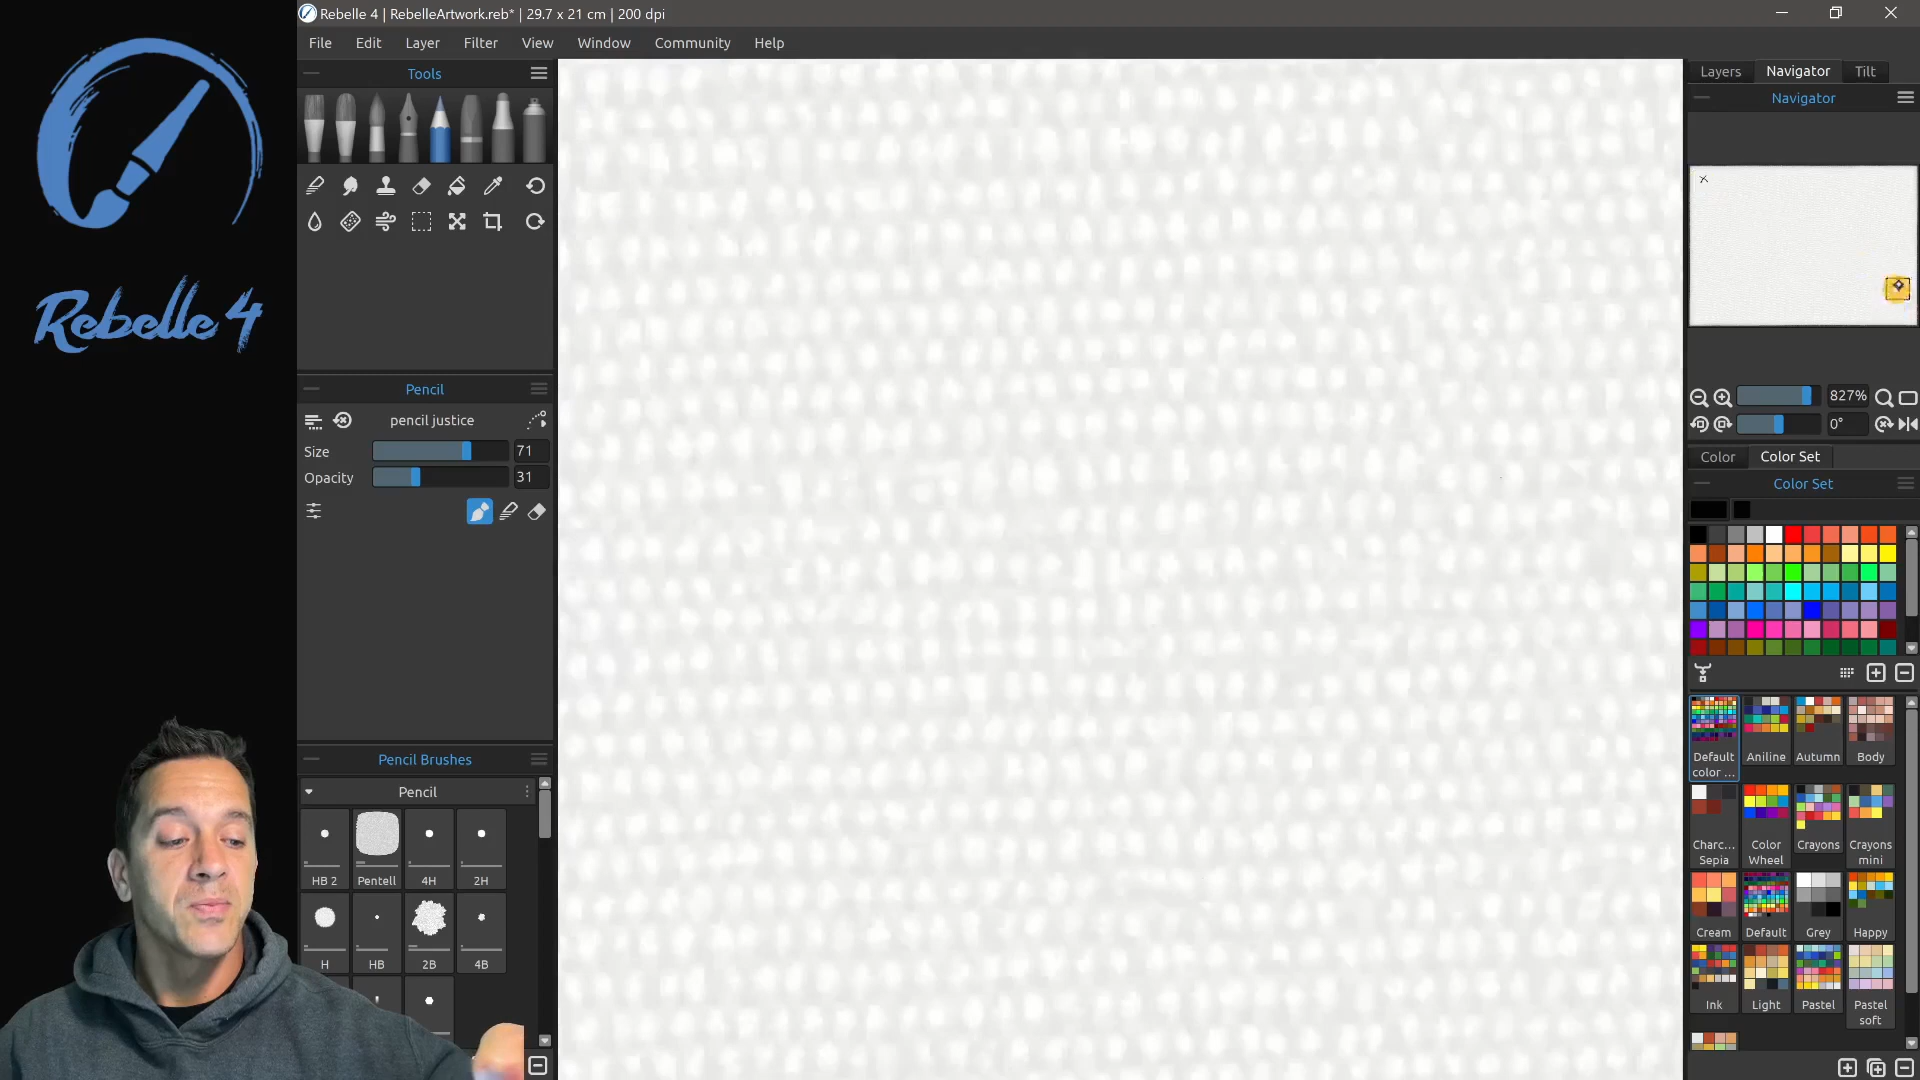 Rebelle 4 | RebelleArtwork.reb* | 29.7 x 21 cm | 200 dpi
File Edit Layer Filter View Window Community Help
Tools
Layers Navigator Tilt
Navigator
Rebelle 4
Pencil
pencil justice
Size 71
Opacity 31
827%
0°
Color Color Set
Color Set
Pencil Brushes
Pencil
HB 2 Pentell 4H 2H
H HB 2B 4B
Default color ... Aniline Autumn Body
Charc... Sepia Color Wheel Crayons Crayons mini
Cream Default Grey Happy
Ink Light Pastel Pastel soft